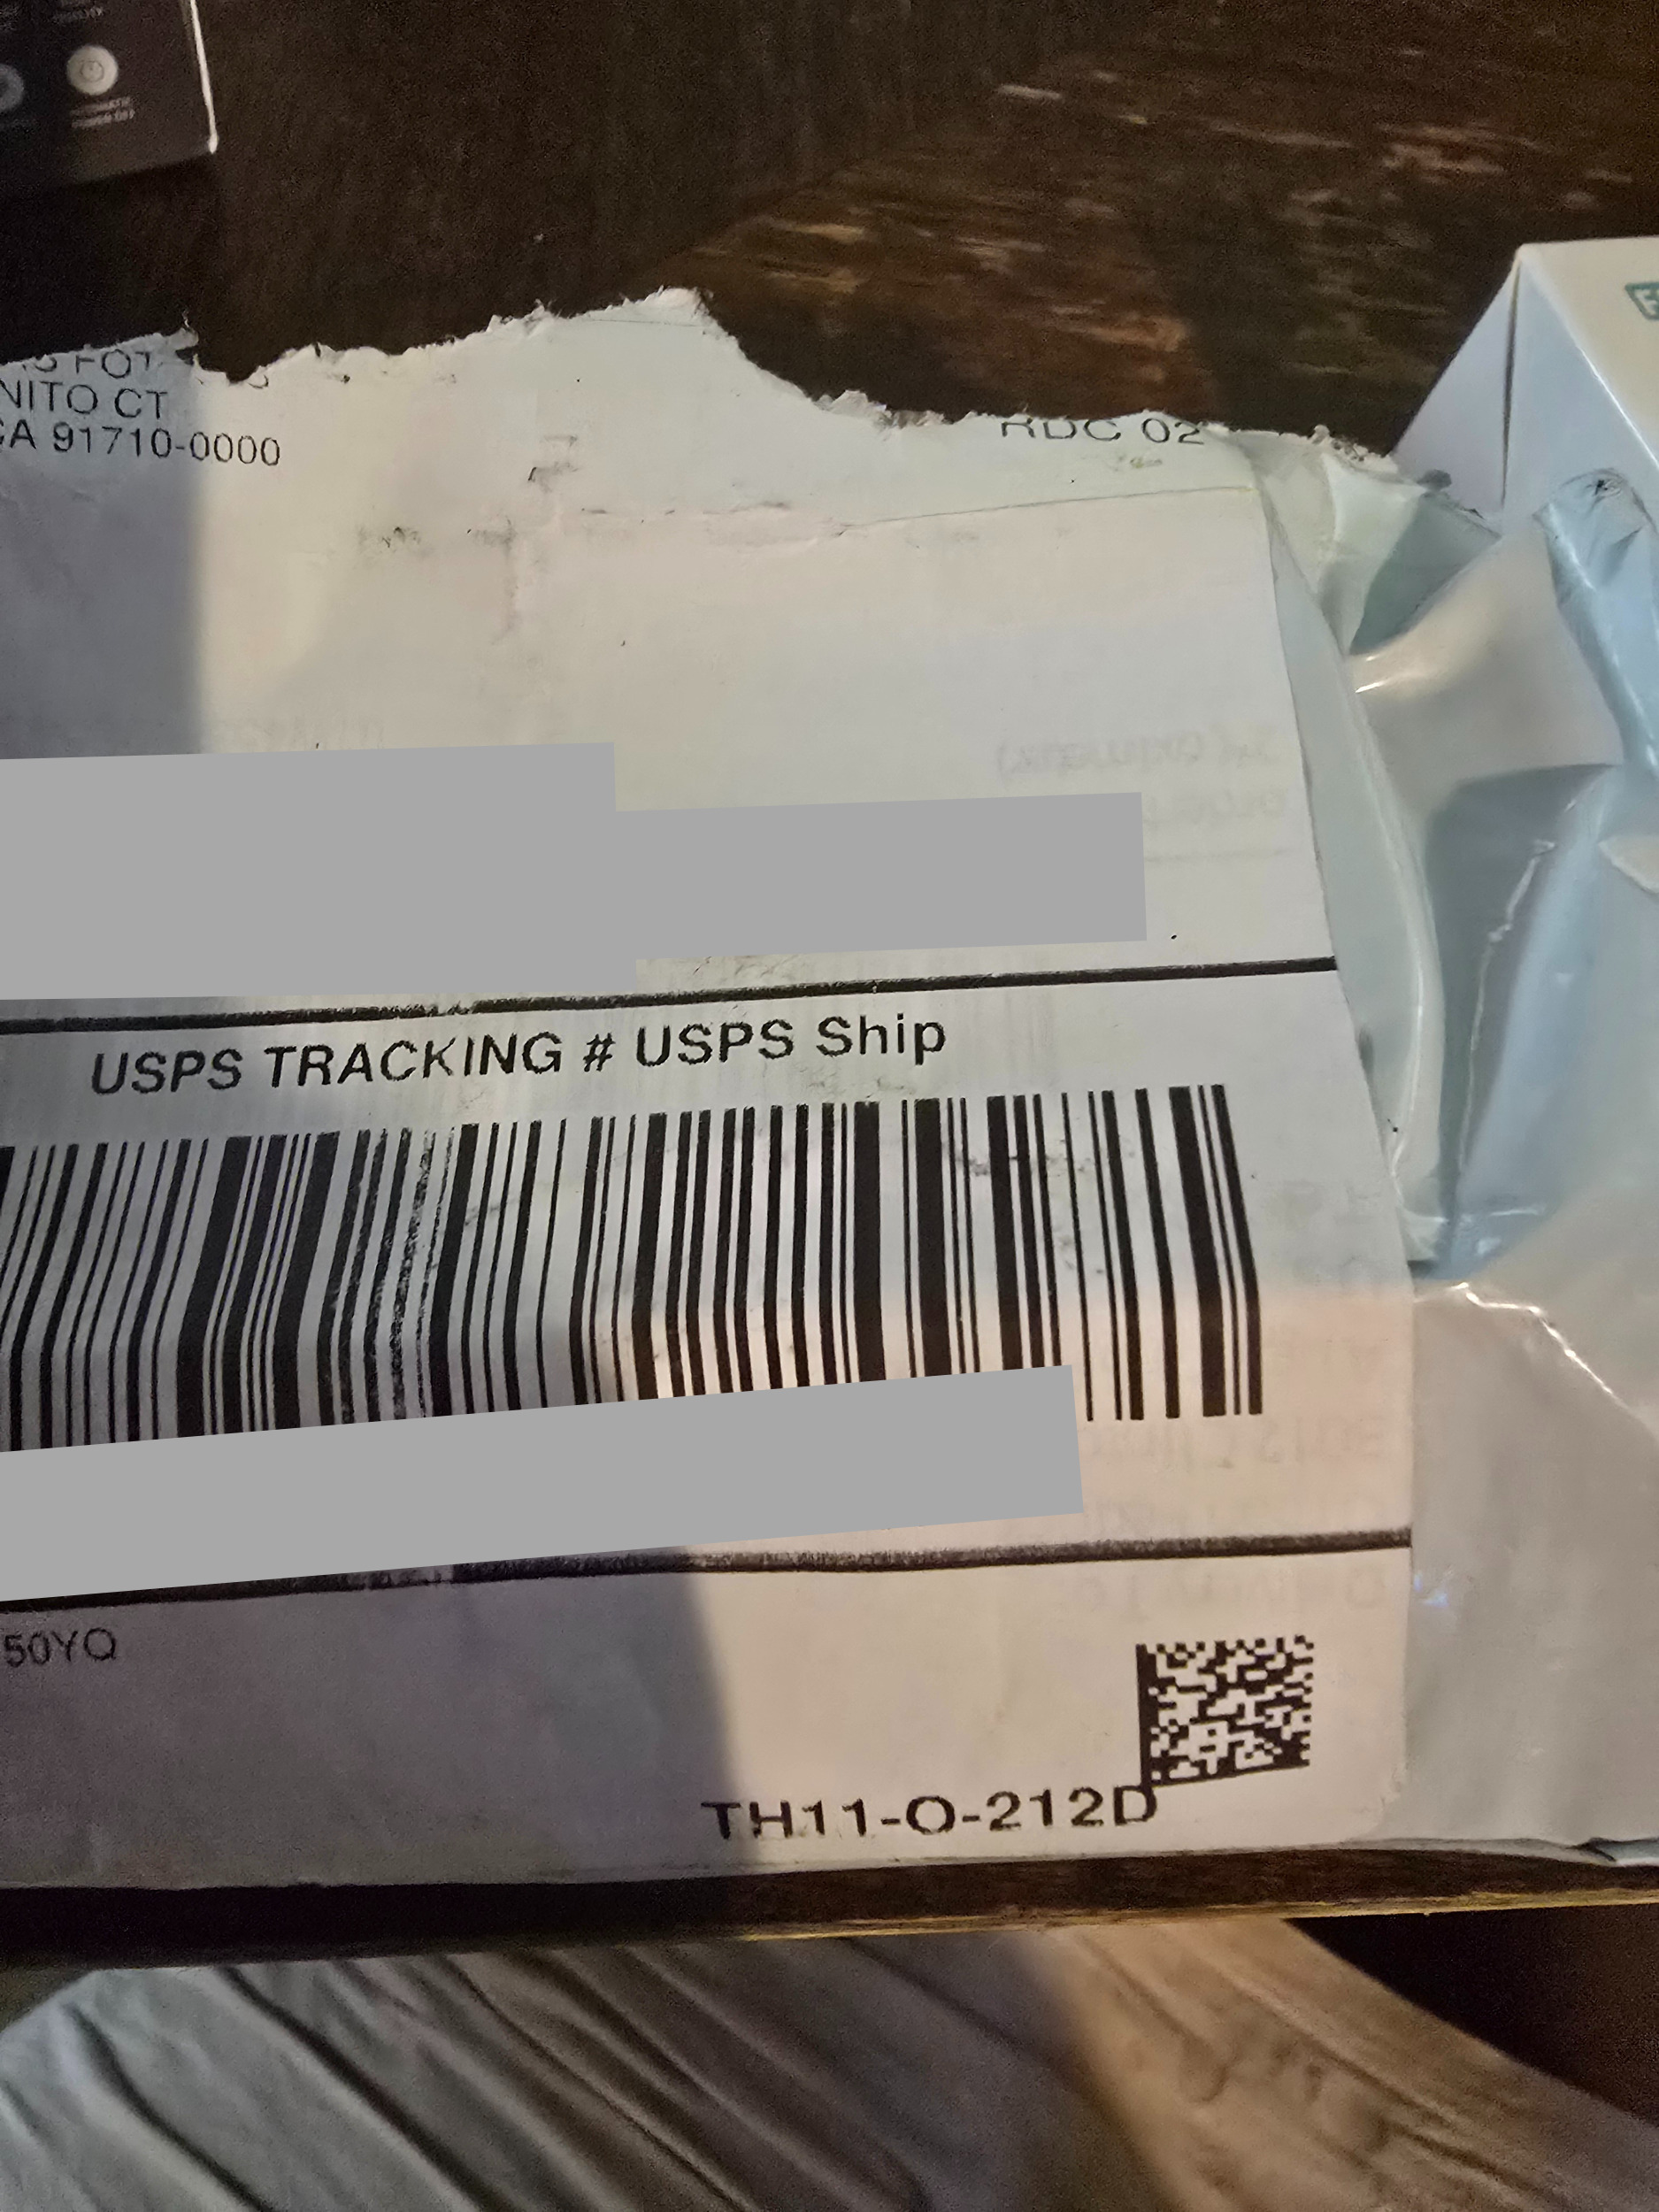 NITO CT
CA 91710-0000
RDC 02
USPS TRACKING # USPS Ship
50YQ
TH11-O-212D